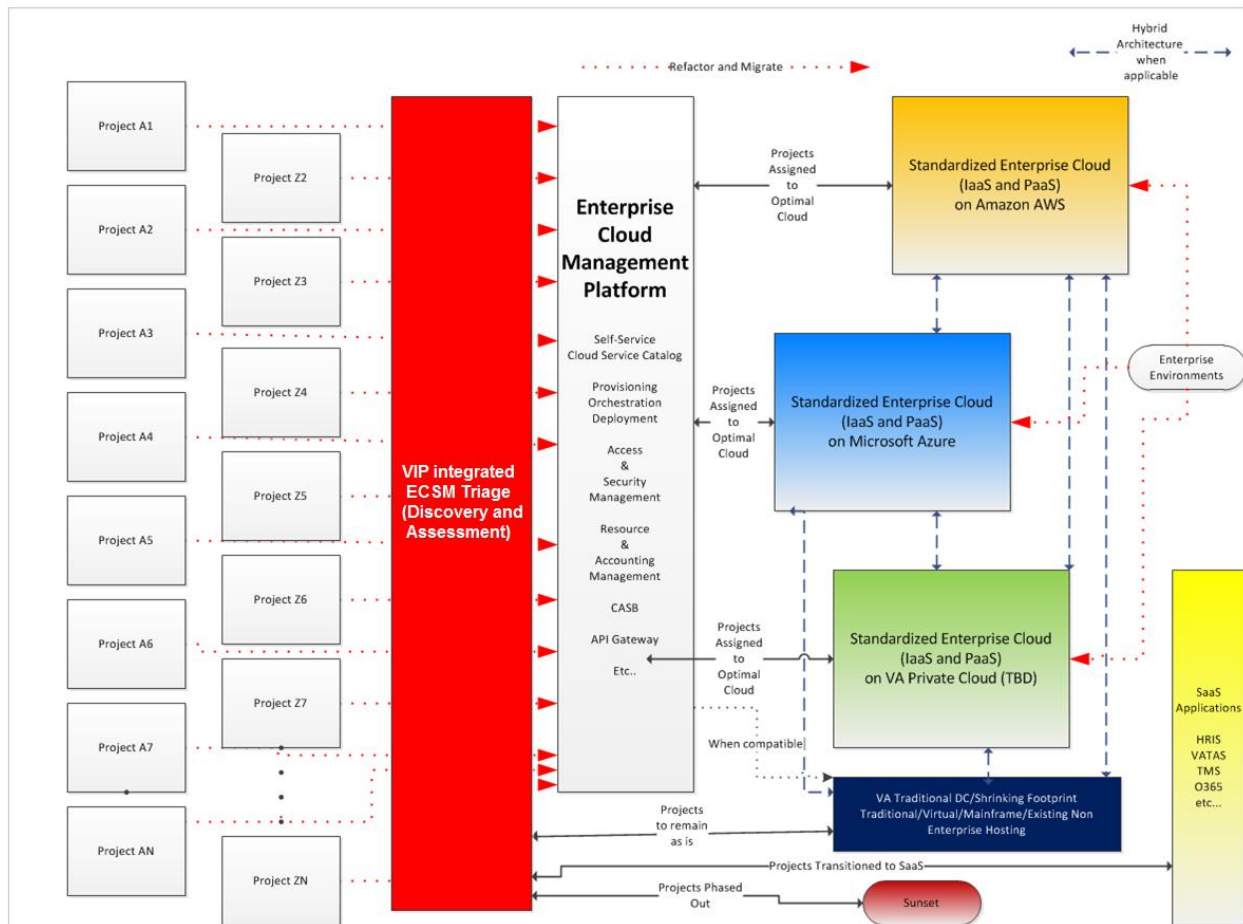 Hybrid
Architecture
when
applicable
Refactor and Migrate
Project A1
Project A2
Project A3
Project A4
Project A5
Project A6
Project A7
Project AN
Project Z2
Project Z3
Project Z4
Project Z5
Project Z6
Project Z7
Project ZN
VIP integrated
ECSM Triage
(Discovery and
Assessment)
Enterprise
Cloud
Management
Platform
Self-Service
Cloud Service Catalog
Provisioning
Orchestration
Deployment
Access
&
Security
Management
Resource
&
Accounting
Management
CASB
API Gateway
Etc..
Projects
Assigned
to
Optimal
Cloud
Projects
Assigned
to
Optimal
Cloud
Projects
Assigned
to
Optimal
Cloud
When compatible
Standardized Enterprise Cloud
(IaaS and PaaS)
on Amazon AWS
Standardized Enterprise Cloud
(IaaS and PaaS)
on Microsoft Azure
Standardized Enterprise Cloud
(IaaS and PaaS)
on VA Private Cloud (TBD)
Enterprise
Environments
VA Traditional DC/Shrinking Footprint
Traditional/Virtual/Mainframe/Existing Non
Enterprise Hosting
SaaS
Applications
HRIS
VATAS
TMS
O365
etc...
Projects
to remain
as is
Projects Transitioned to SaaS
Projects Phased
Out
Sunset